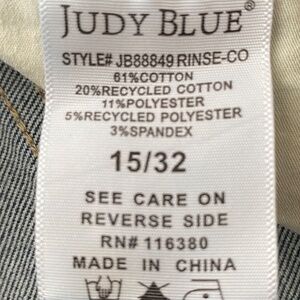 JUDY BLUE®
STYLE# JB88849 RINSE-CO
61%COTTON
20%RECYCLED COTTON
11%POLYESTER
5%RECYCLED POLYESTER
3%SPANDEX
15/32
SEE CARE ON
REVERSE SIDE
RN# 116380
MADE IN CHINA